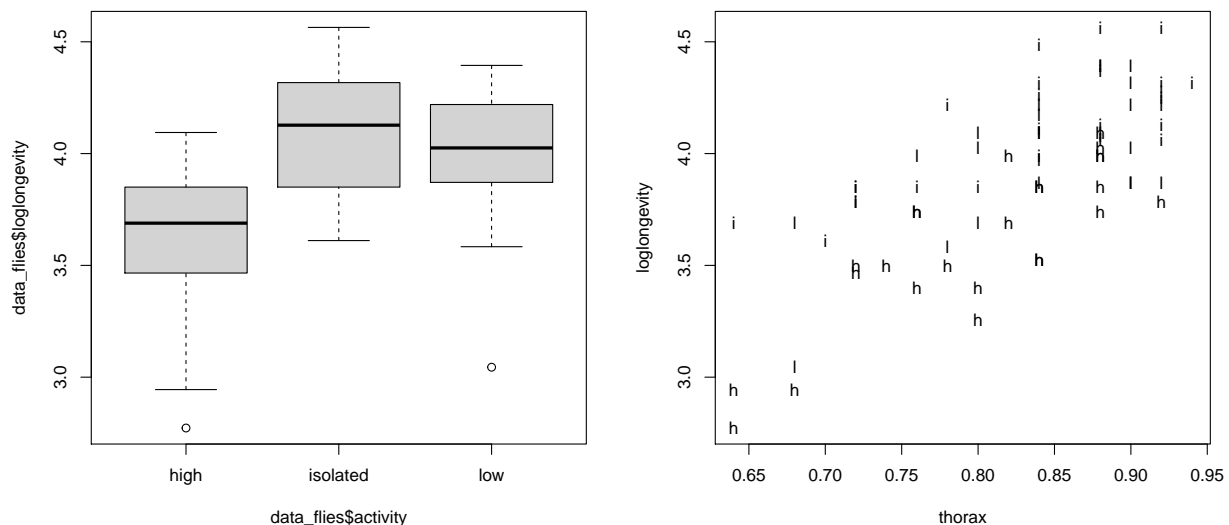 data_flies$loglongevity
4.5
4.0
3.5
3.0
high isolated low
data_flies$activity
loglongevity
4.5
4.0
3.5
3.0
0.65 0.70 0.75 0.80 0.85 0.90 0.95
thorax